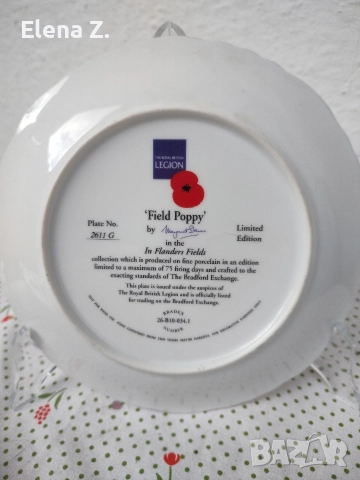 Elena Z.
THE ROYAL BRITISH
LEGION
'Field Poppy'
by
Plate No.
2611 G
Limited
Edition
in the
In Flanders Fields
collection which is produced on fine porcelain in an edition
limited to a maximum of 75 firing days and crafted to the
exacting standards of The Bradford Exchange.
This plate is issued under the auspices of
The Royal British Legion and is officially listed
for trading on the Bradford Exchange.
BRADEX
26-B10-034.1
NUMBER
BAZAR